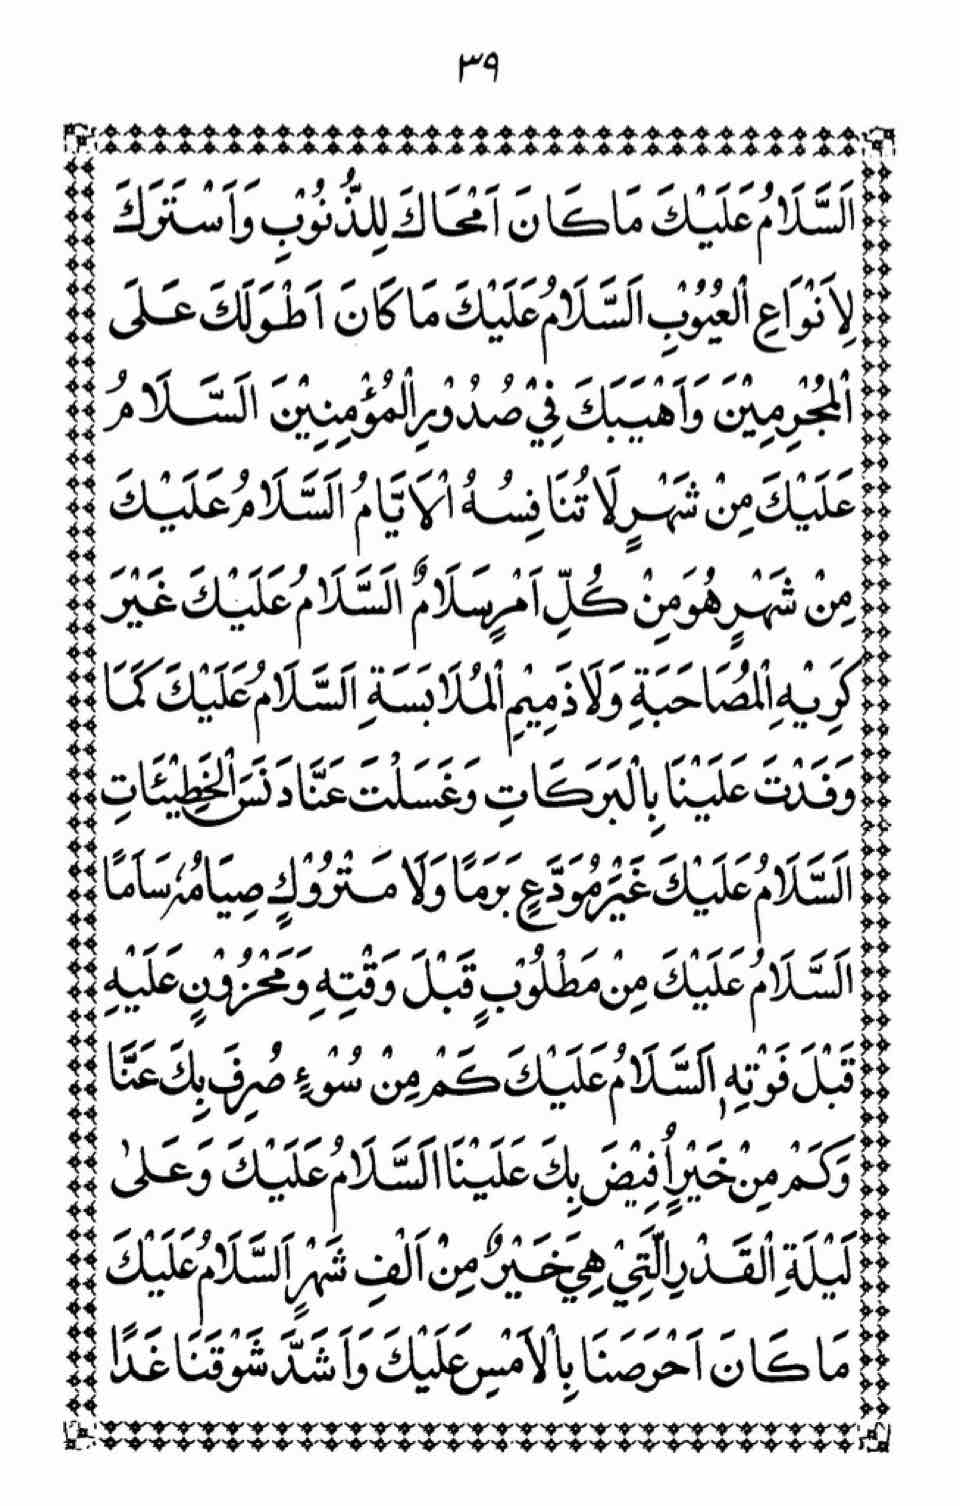 ٣٩
اَلسَّلَامُ عَلَيْكَ مَا كَانَ اَمْحَاكَ لِلذُّنُوْبِ وَاَسْتَرَكَ
لِاَنْوَاعِ الْعُيُوْبِ اَلسَّلَامُ عَلَيْكَ مَا كَانَ اَطْوَلَكَ عَلَى
الْمُجْرِمِيْنَ وَاَهْيَبَكَ فِيْ صُدُوْرِ الْمُؤْمِنِيْنَ اَلسَّلَامُ
عَلَيْكَ مِنْ شَهْرٍ لَا تُنَافِسُهُ الْاَيَّامُ اَلسَّلَامُ عَلَيْكَ
مِنْ شَهْرٍ هُوَ مِنْ كُلِّ اَمْرٍ سَلَامٌ اَلسَّلَامُ عَلَيْكَ غَيْرَ
كَرِيْهِ الْمُصَاحَبَةِ وَلَا ذَمِيْمِ الْمُلَابَسَةِ اَلسَّلَامُ عَلَيْكَ كَمَا
وَفَدْتَ عَلَيْنَا بِالْبَرَكَاتِ وَغَسَلْتَ عَنَّا دَنَسَ الْخَطِيْئَاتِ
اَلسَّلَامُ عَلَيْكَ غَيْرَ مُوَدَّعٍ بَرَمًا وَلَا مَتْرُوْكٍ صِيَامُهٗ سَاَمًا
اَلسَّلَامُ عَلَيْكَ مِنْ مَطْلُوْبٍ قَبْلَ وَقْتِهِ وَمَحْزُوْنٍ عَلَيْهِ
قَبْلَ فَوْتِهٖ اَلسَّلَامُ عَلَيْكَ كَمْ مِنْ سُوْءٍ صُرِفَ بِكَ عَنَّا
وَكَمْ مِنْ خَيْرٍ اُفِيْضَ بِكَ عَلَيْنَا اَلسَّلَامُ عَلَيْكَ وَعَلٰى
لَيْلَةِ الْقَدْرِ الَّتِيْ هِيَ خَيْرٌ مِنْ اَلْفِ شَهْرٍ اَلسَّلَامُ عَلَيْكَ
مَا كَانَ اَحْرَصَنَا بِالْاَمْسِ عَلَيْكَ وَاَشَدَّ شَوْقَنَا غَدًا